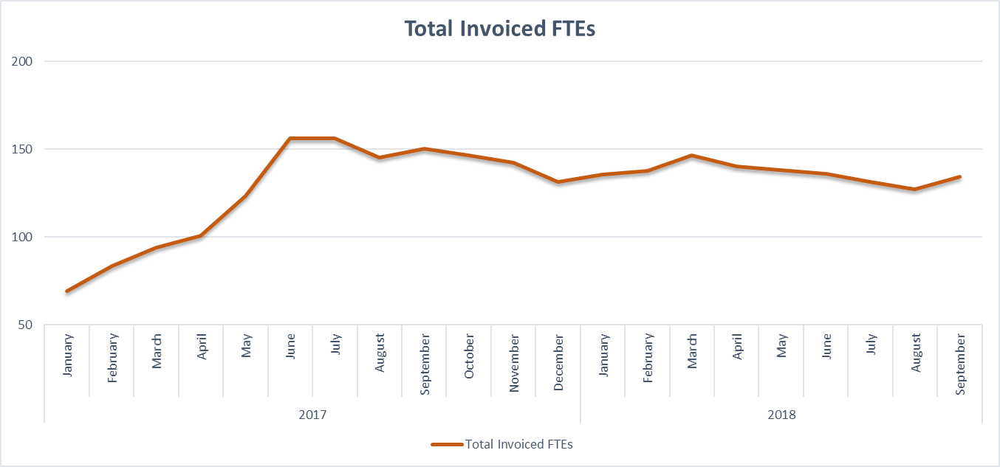 Total Invoiced FTEs
200
150
100
50
January
February
March
April
May
June
July
August
September
October
November
December
January
February
March
April
May
June
July
August
September
2017
2018
Total Invoiced FTEs